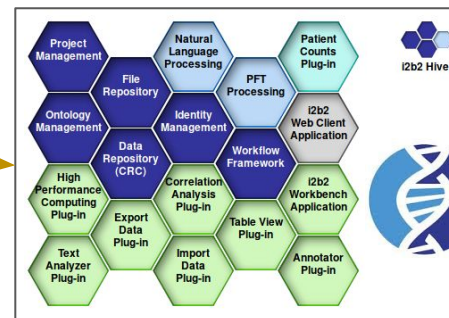 Project
Management
File
Repository
Natural
Language
Processing
PFT
Processing
Patient
Counts
Plug-in
i2b2 Hive
Ontology
Management
Data
Repository
(CRC)
Identity
Management
Workflow
Framework
i2b2
Web Client
Application
High
Performance
Computing
Plug-in
Export
Data
Plug-in
Correlation
Analysis
Plug-in
Table View
Plug-in
i2b2
Workbench
Application
Text
Analyzer
Plug-in
Import
Data
Plug-in
Annotator
Plug-in